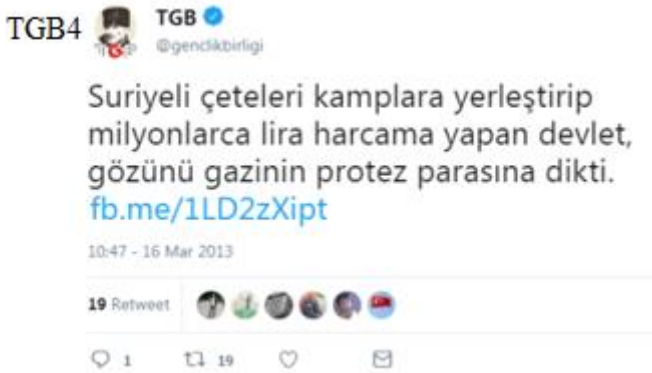 TGB4
TGB
@genclikbirligi
Suriyeli çeteleri kamplara yerleştirip
milyonlarca lira harcama yapan devlet,
gözünü gazinin protez parasına dikti.
fb.me/1LD2zXipt
10:47 - 16 Mar 2013
19 Retweet
1 19